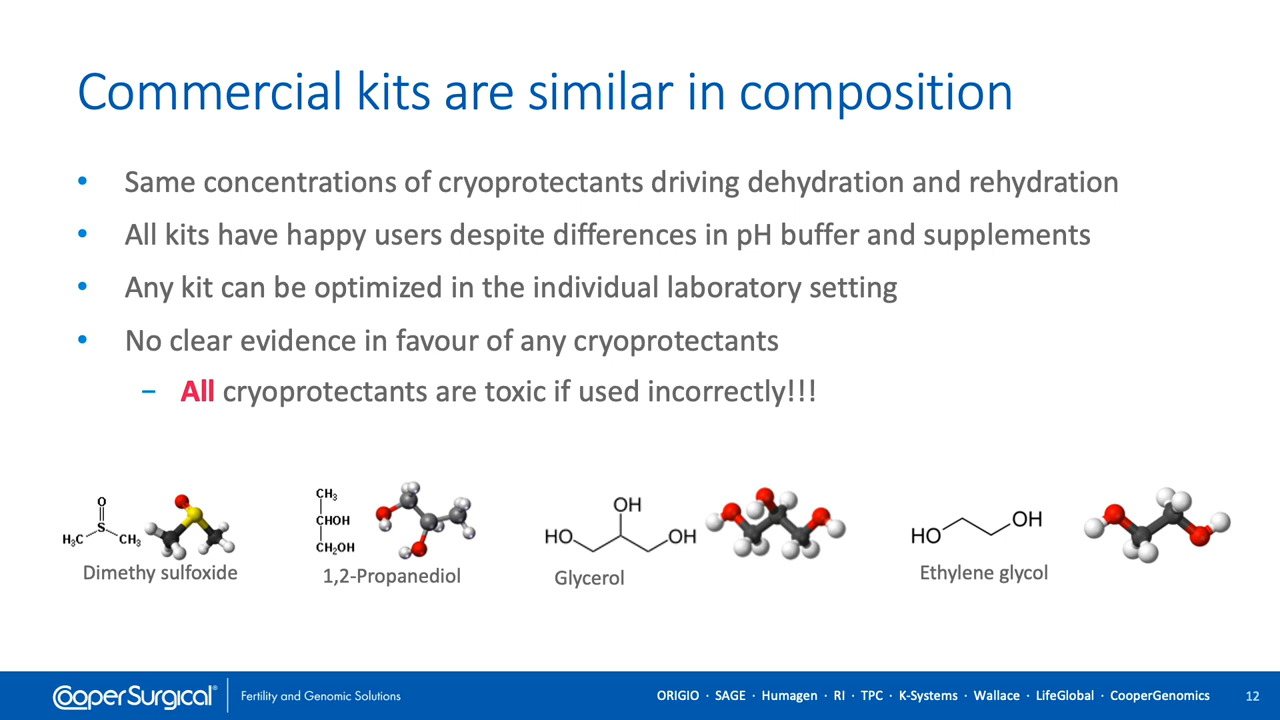 Commercial kits are similar in composition
• Same concentrations of cryoprotectants driving dehydration and rehydration
• All kits have happy users despite differences in pH buffer and supplements
• Any kit can be optimized in the individual laboratory setting
• No clear evidence in favour of any cryoprotectants
– All cryoprotectants are toxic if used incorrectly!!!
O
S
H₃C CH₃
Dimethy sulfoxide
CH₃
CHOH
CH₂OH
1,2-Propanediol
OH
HO OH
Glycerol
OH
HO
Ethylene glycol
CooperSurgical® Fertility and Genomic Solutions
ORIGIO · SAGE · Humagen · RI · TPC · K-Systems · Wallace · LifeGlobal · CooperGenomics 12